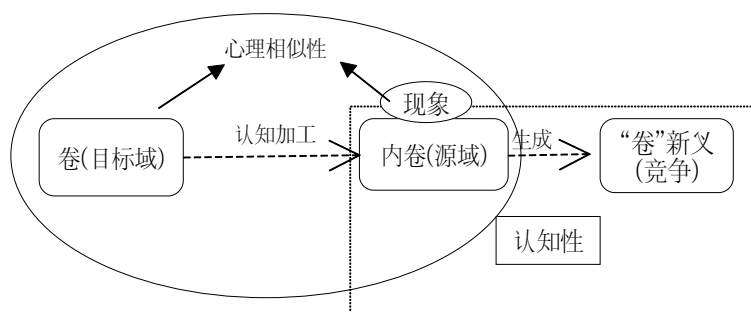 心理相似性
现象
卷(目标域)
认知加工
内卷(源域)
生成
“卷”新义
(竞争)
认知性